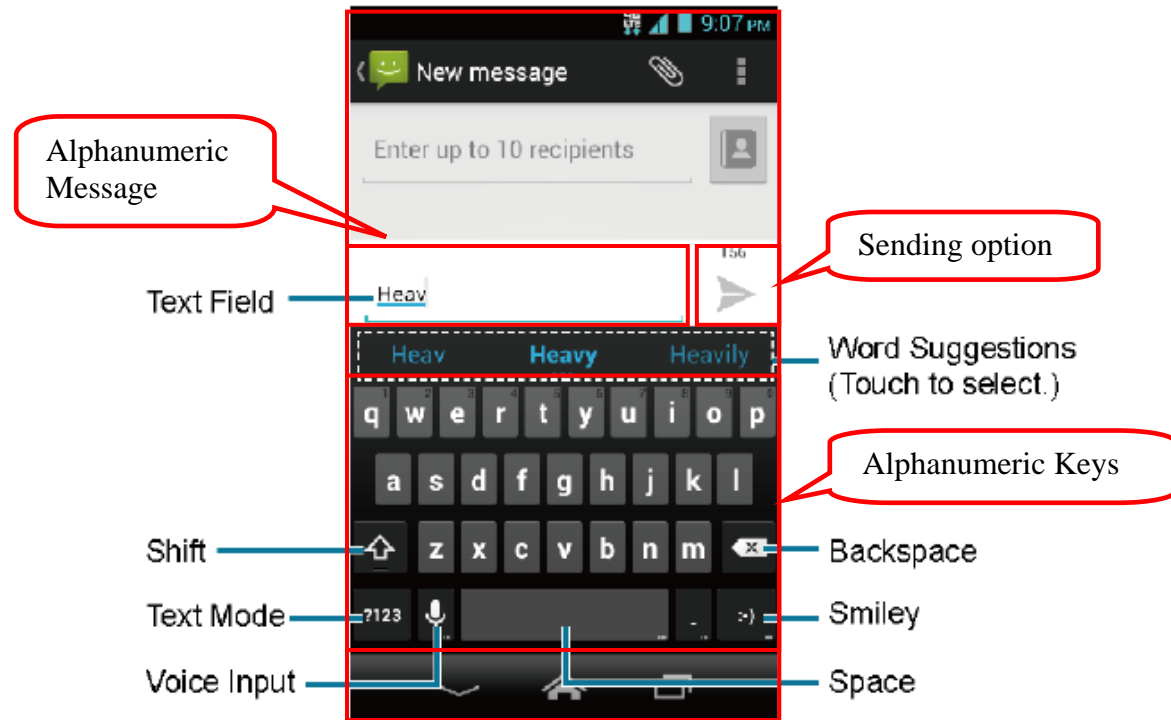 9:07 PM
New message
Alphanumeric
Message
Enter up to 10 recipients
Sending option
156
Text Field
Heav
Heav Heavy Heavily
Word Suggestions
(Touch to select.)
q w e r t y u i o p
a s d f g h j k l
Alphanumeric Keys
Shift
z x c v b n m
Backspace
Text Mode
?123
:-)
Smiley
Voice Input
Space